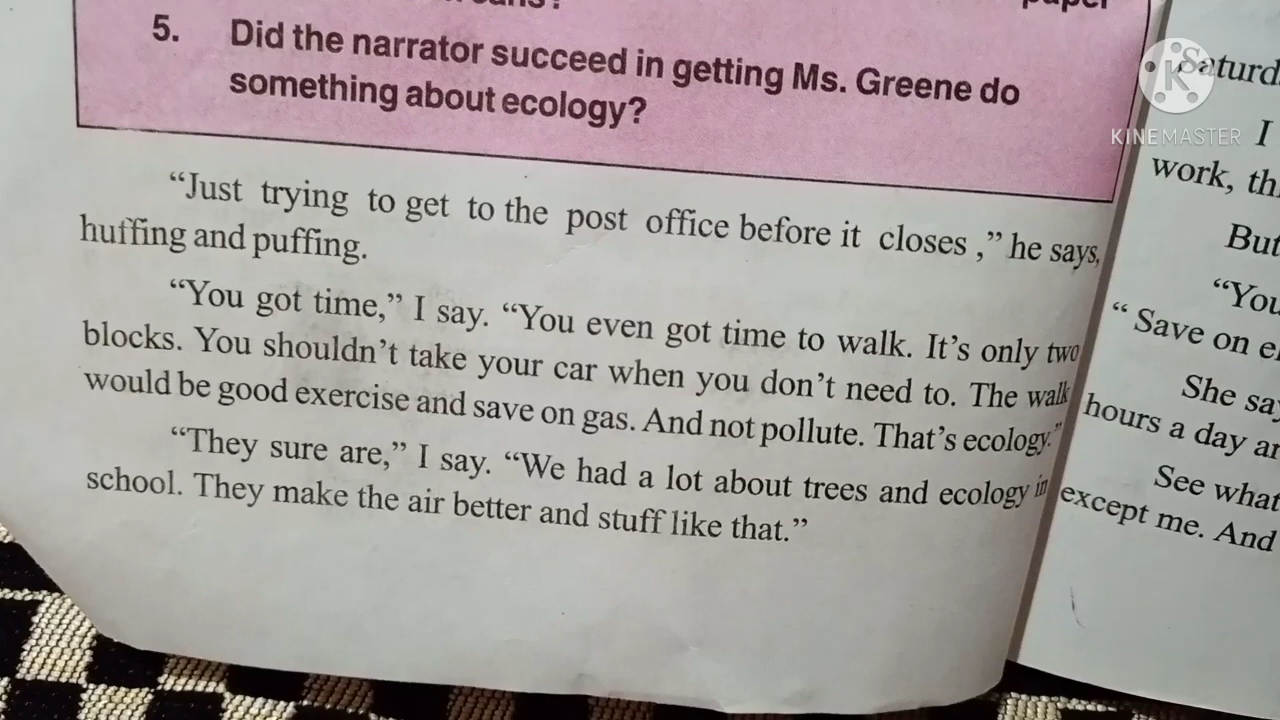 paper
5. Did the narrator succeed in getting Ms. Greene do
something about ecology?
“Just trying to get to the post office before it closes ,” he says,
huffing and puffing.
“You got time,” I say. “You even got time to walk. It’s only two
blocks. You shouldn’t take your car when you don’t need to. The walk
would be good exercise and save on gas. And not pollute. That’s ecology.”
“They sure are,” I say. “We had a lot about trees and ecology in
school. They make the air better and stuff like that.”
I
work,
But
“You
“ Save on
She
hours a day
See what
except me. And
K
KINEMASTER